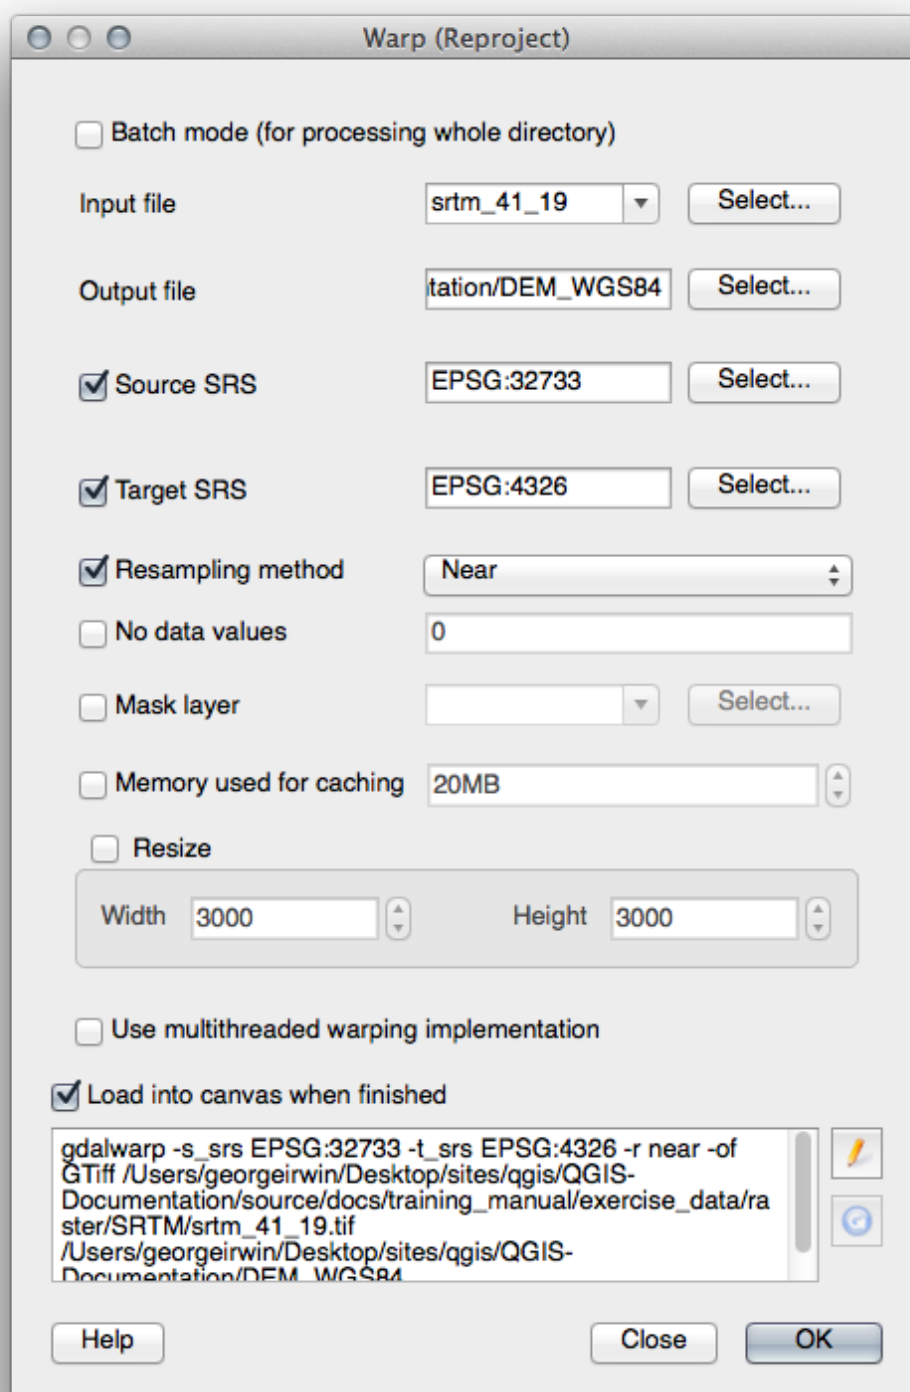 Warp (Reproject)
Batch mode (for processing whole directory)
Input file srtm_41_19 Select...
Output file tation/DEM_WGS84 Select...
Source SRS EPSG:32733 Select...
Target SRS EPSG:4326 Select...
Resampling method Near
No data values 0
Mask layer Select...
Memory used for caching 20MB
Resize
Width 3000 Height 3000
Use multithreaded warping implementation
Load into canvas when finished
gdalwarp -s_srs EPSG:32733 -t_srs EPSG:4326 -r near -of
GTiff /Users/georgeirwin/Desktop/sites/qgis/QGIS-
Documentation/source/docs/training_manual/exercise_data/ra
ster/SRTM/srtm_41_19.tif
/Users/georgeirwin/Desktop/sites/qgis/QGIS-
Documentation/DEM_WGS84
Help Close OK